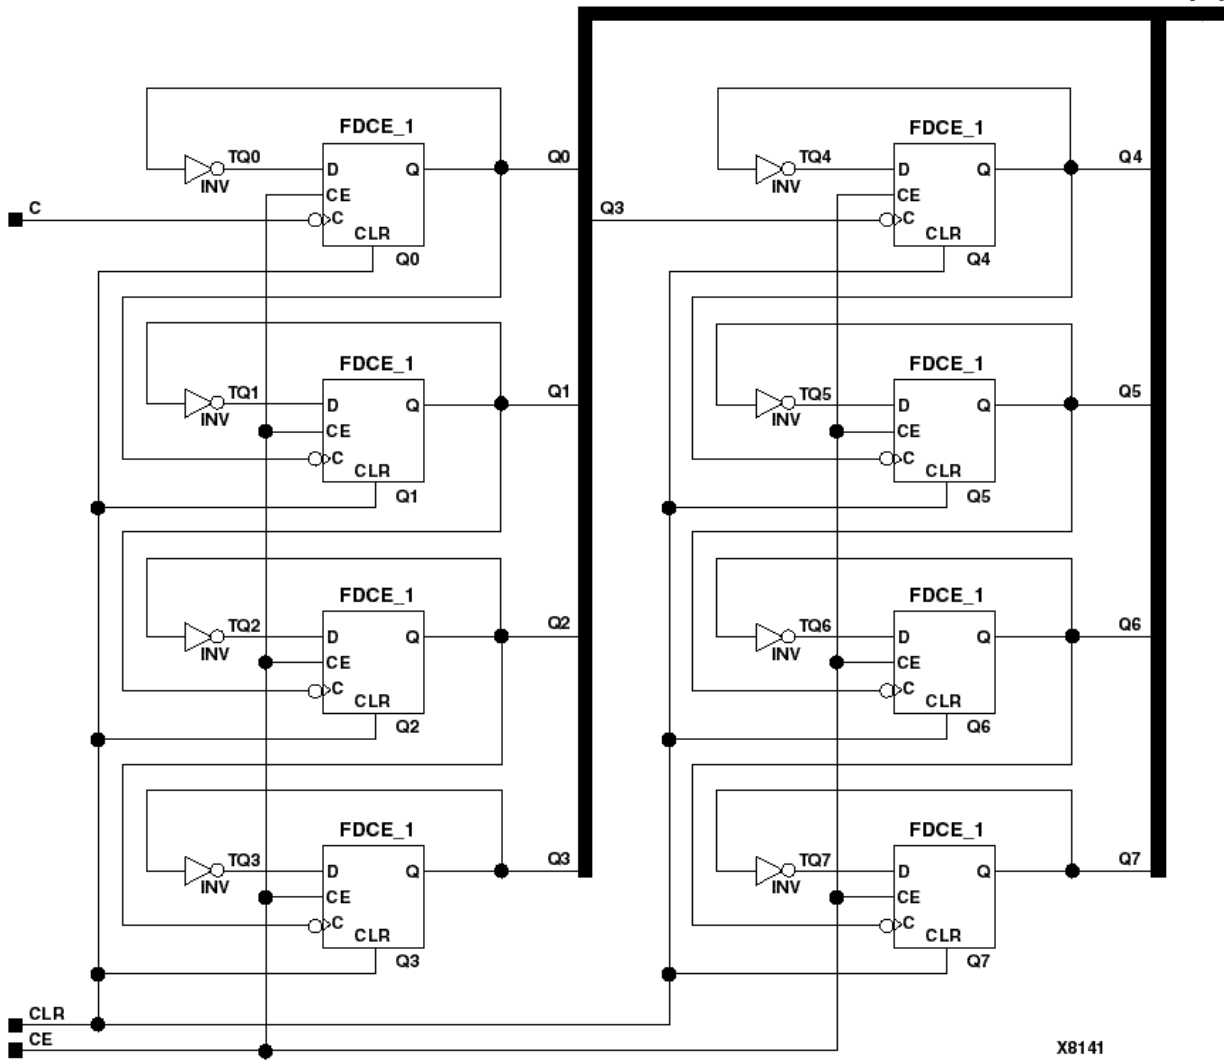 FDCE_1
TQ0
INV
D
Q
CE
C
CLR
Q0
Q0
C
FDCE_1
TQ1
INV
D
Q
CE
C
CLR
Q1
Q1
FDCE_1
TQ2
INV
D
Q
CE
C
CLR
Q2
Q2
FDCE_1
TQ3
INV
D
Q
CE
C
CLR
Q3
Q3
FDCE_1
TQ4
INV
D
Q
CE
C
CLR
Q4
Q4
Q3
FDCE_1
TQ5
INV
D
Q
CE
C
CLR
Q5
Q5
FDCE_1
TQ6
INV
D
Q
CE
C
CLR
Q6
Q6
FDCE_1
TQ7
INV
D
Q
CE
C
CLR
Q7
Q7
CLR
CE
X8141